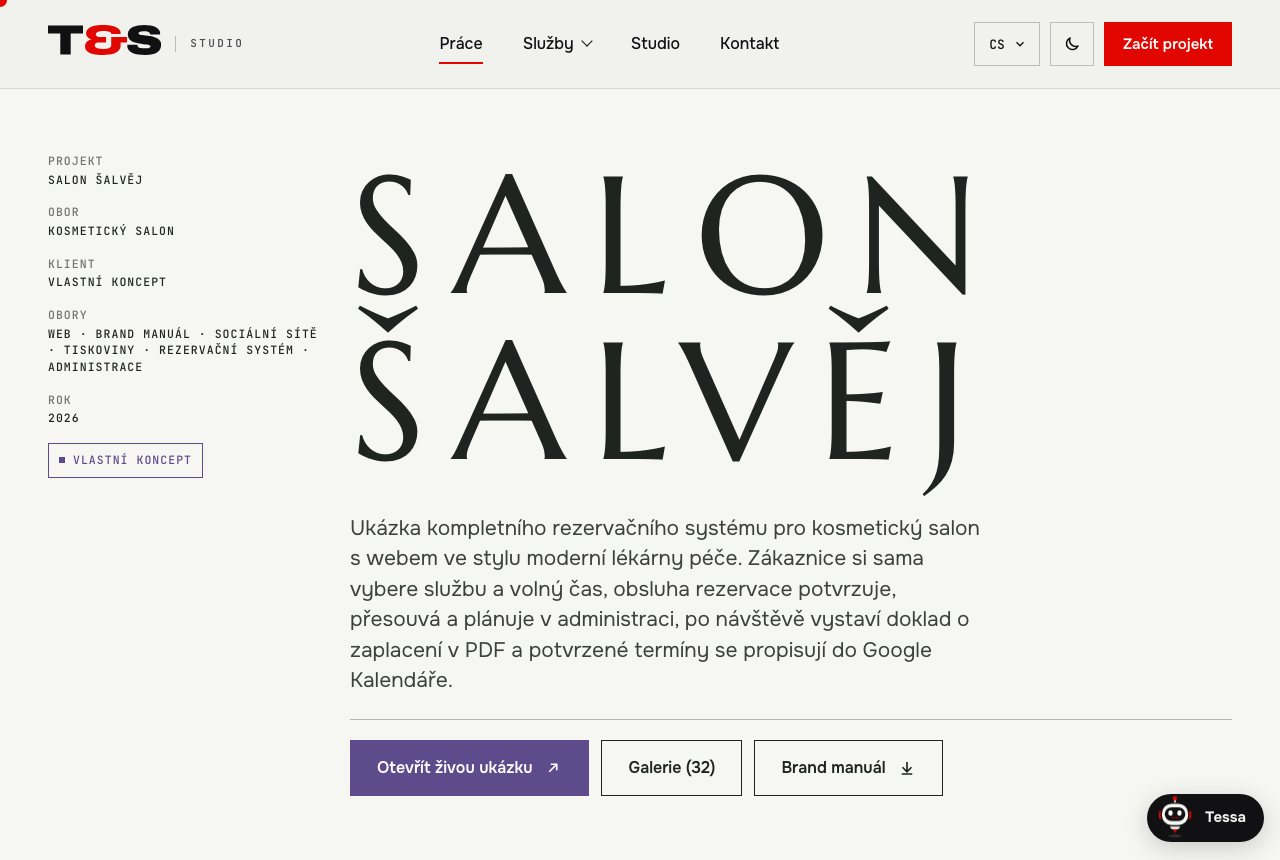 T&S
STUDIO
Práce
Služby
Studio
Kontakt
CS
Začít projekt
PROJEKT
SALON ŠALVĚJ
OBOR
KOSMETICKÝ SALON
KLIENT
VLASTNÍ KONCEPT
OBORY
WEB · BRAND MANUÁL · SOCIÁLNÍ SÍTĚ
· TISKOVINY · REZERVAČNÍ SYSTÉM ·
ADMINISTRACE
ROK
2026
VLASTNÍ KONCEPT
SALON
ŠALVĚJ
Ukázka kompletního rezervačního systému pro kosmetický salon
s webem ve stylu moderní lékárny péče. Zákaznice si sama
vybere službu a volný čas, obsluha rezervace potvrzuje,
přesouvá a plánuje v administraci, po návštěvě vystaví doklad o
zaplacení v PDF a potvrzené termíny se propisují do Google
Kalendáře.
Otevřít živou ukázku
Galerie (32)
Brand manuál
Tessa